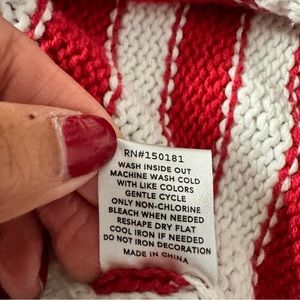 RN#150181
WASH INSIDE OUT
MACHINE WASH COLD
WITH LIKE COLORS
GENTLE CYCLE
ONLY NON-CHLORINE
BLEACH WHEN NEEDED
RESHAPE DRY FLAT
COOL IRON IF NEEDED
DO NOT IRON DECORATION
MADE IN CHINA